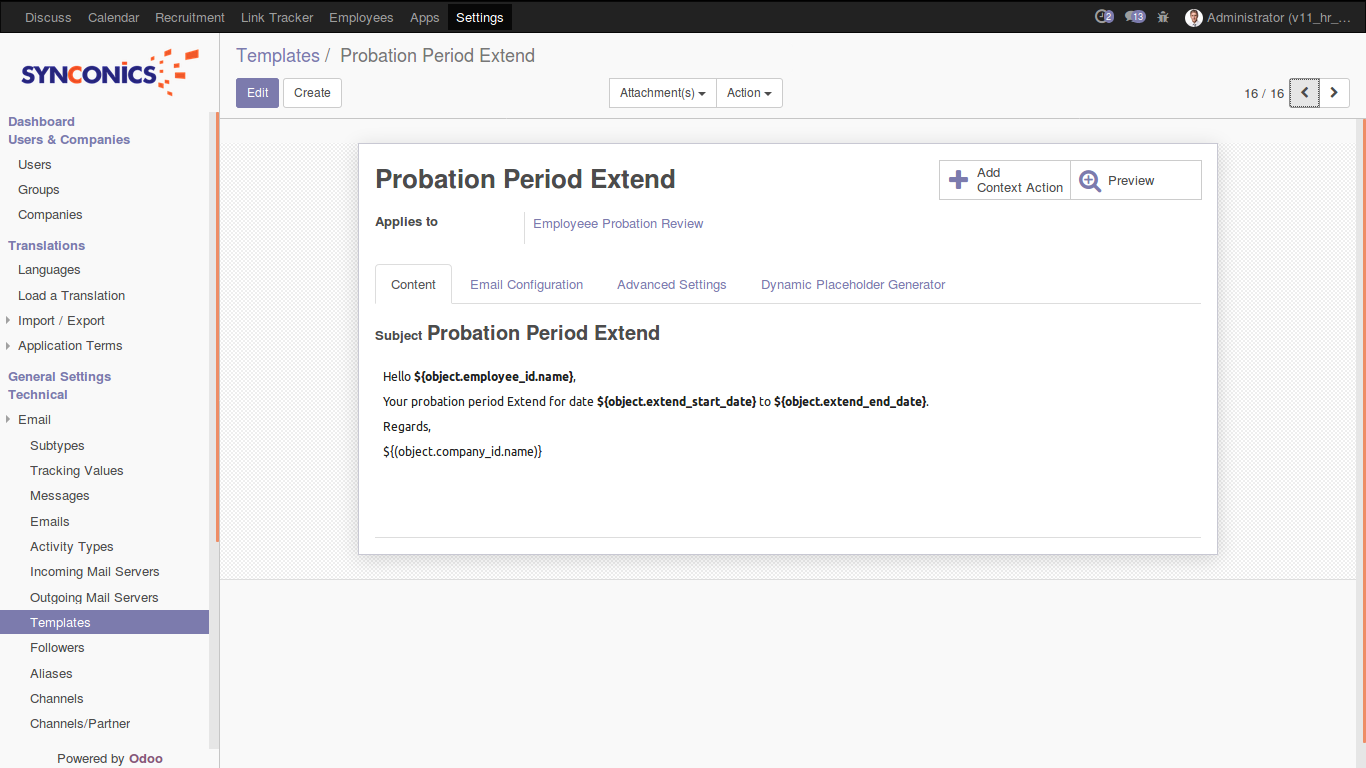 Discuss Calendar Recruitment Link Tracker Employees Apps Settings 2 13 Administrator (v11_hr_...
SYNCONICS
Templates / Probation Period Extend
Edit Create Attachment(s) Action 16 / 16
Dashboard
Users & Companies
Users
Groups
Companies
Translations
Languages
Load a Translation
Import / Export
Application Terms
General Settings
Technical
Email
Subtypes
Tracking Values
Messages
Emails
Activity Types
Incoming Mail Servers
Outgoing Mail Servers
Templates
Followers
Aliases
Channels
Channels/Partner
Powered by Odoo
Probation Period Extend
Add
Context Action
Preview
Applies to Employeee Probation Review
Content Email Configuration Advanced Settings Dynamic Placeholder Generator
Subject Probation Period Extend
Hello ${object.employee_id.name},
Your probation period Extend for date ${object.extend_start_date} to ${object.extend_end_date}.
Regards,
${(object.company_id.name)}